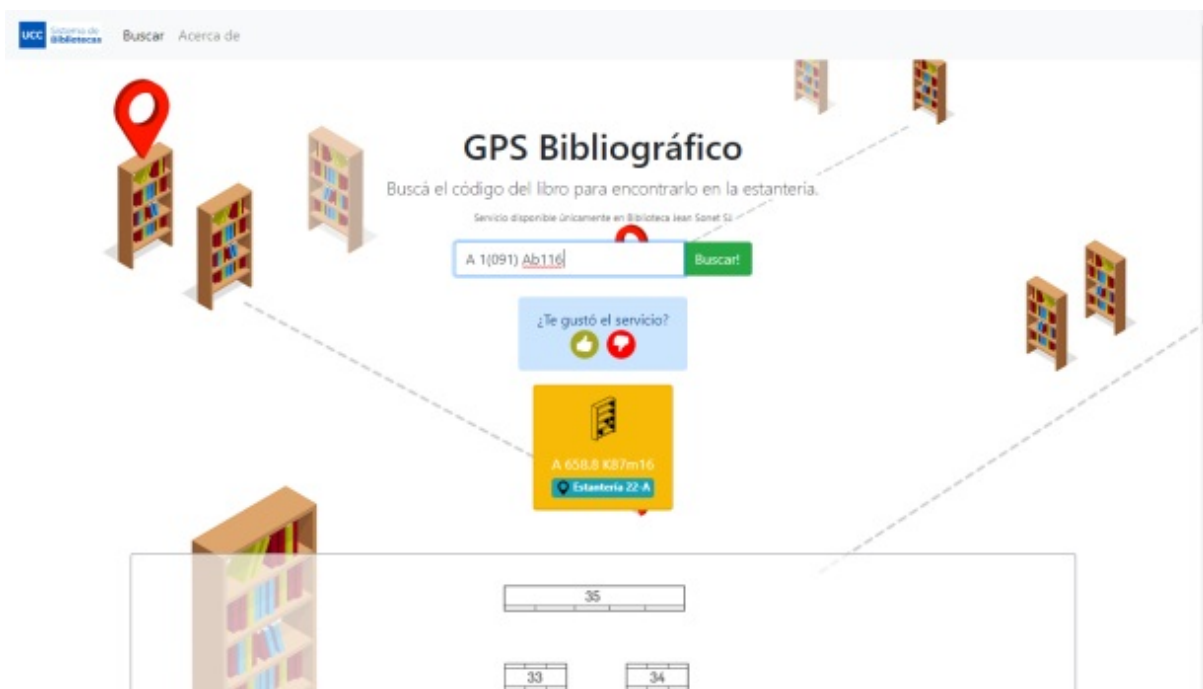 UCC Sistema de Bibliotecas Buscar Acerca de
GPS Bibliográfico
Buscá el código del libro para encontrarlo en la estantería.
Servicio disponible únicamente en Biblioteca Jean Sonet SJ
A 1(091) Ab116
Buscar!
¿Te gustó el servicio?
A 658.8 K87m16
Estantería 22-A
35
33
34